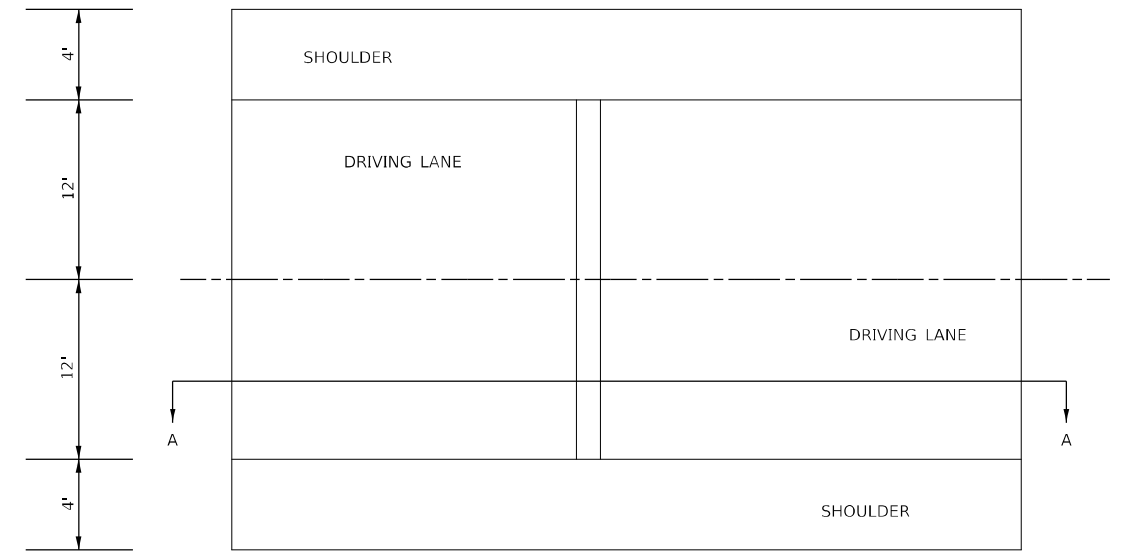 4'
SHOULDER
12'
DRIVING LANE
12'
DRIVING LANE
A A
4'
SHOULDER